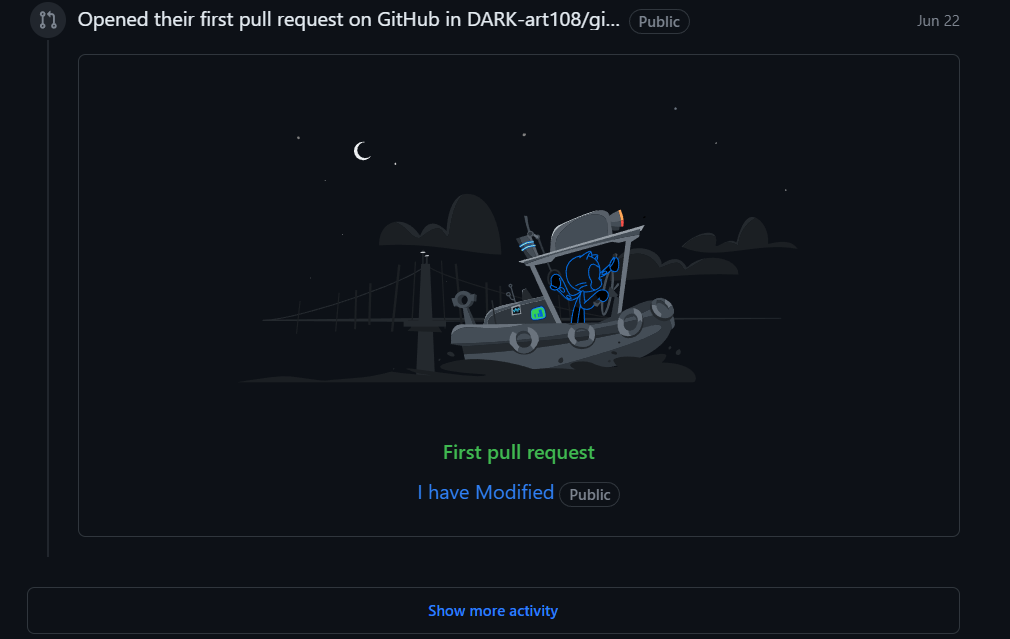 Opened their first pull request on GitHub in DARK-art108/gi... Public Jun 22
First pull request
I have Modified Public
Show more activity